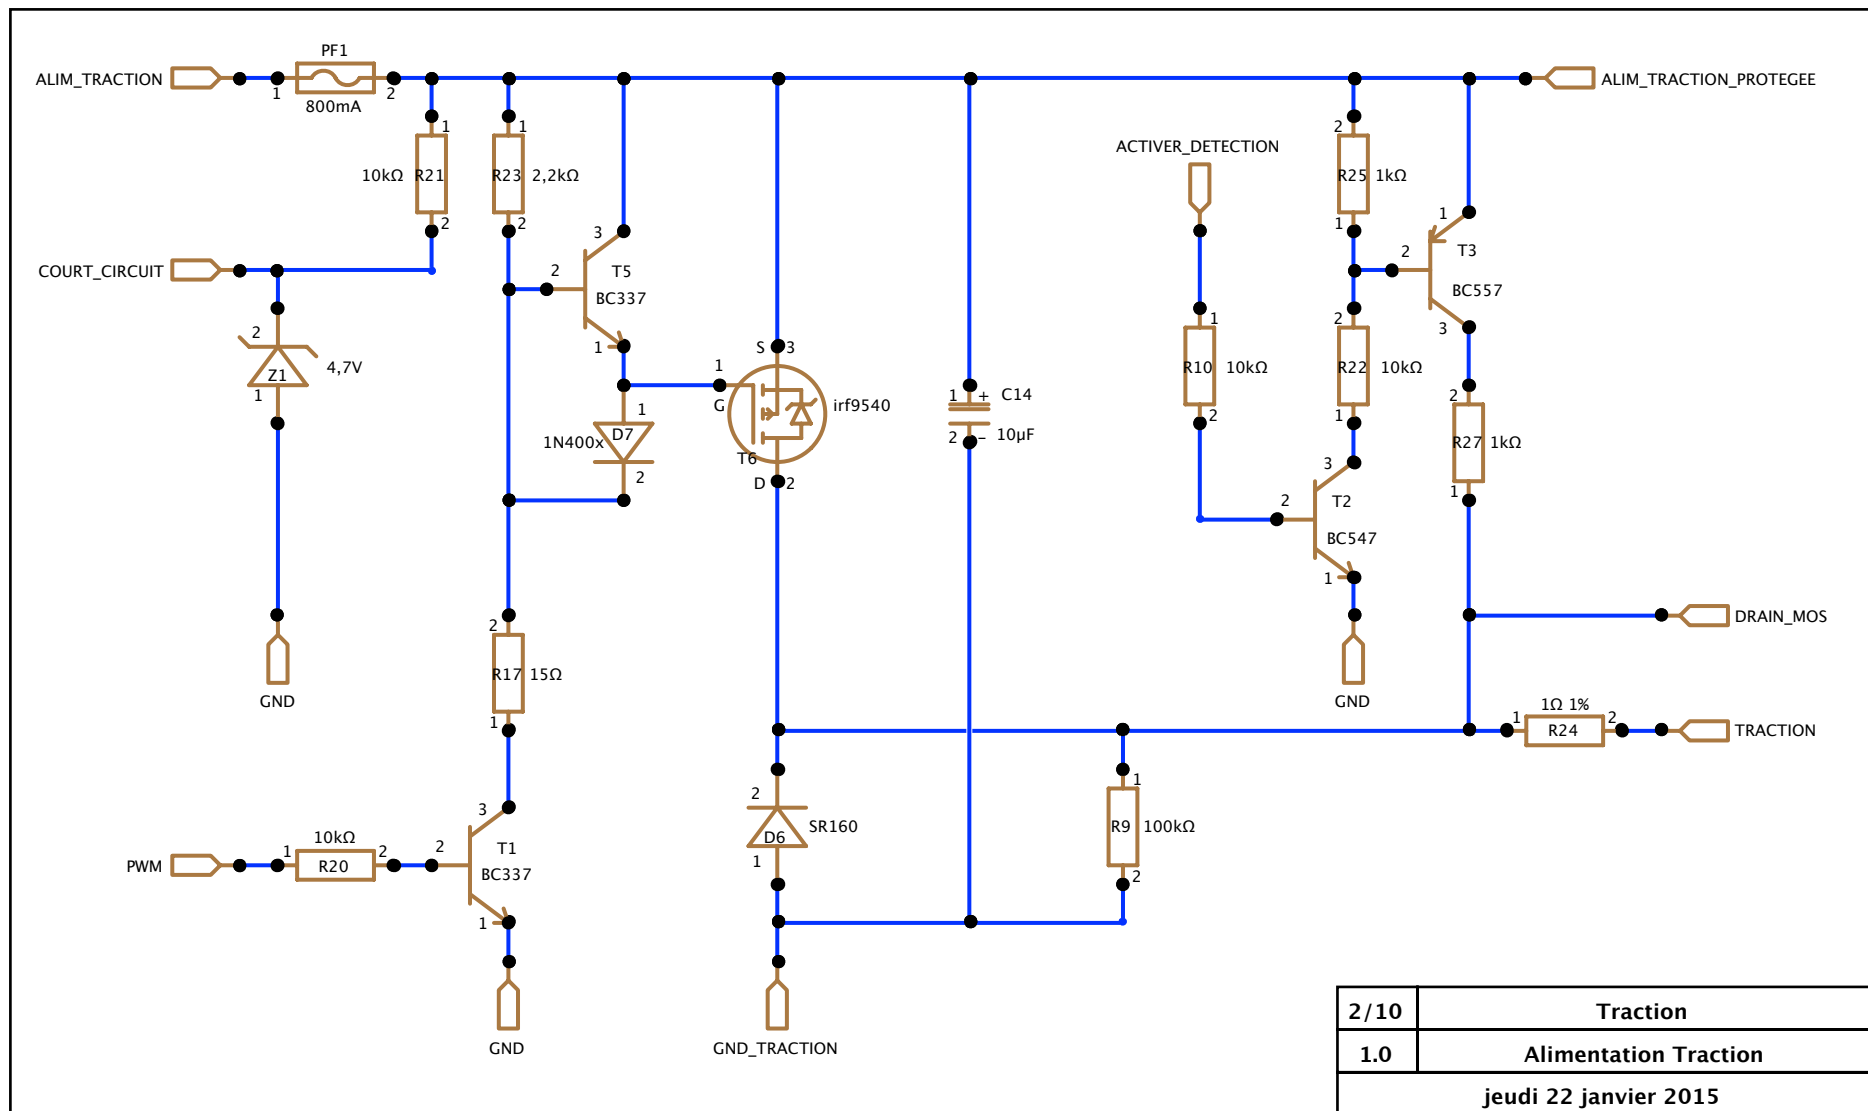 PF1
ALIM_TRACTION
1
2
800mA
ALIM_TRACTION_PROTEGEE
1
10kΩ
R21
2
1
R23
2,2kΩ
2
ACTIVER_DETECTION
2
R25
1kΩ
1
3
2
T5
BC337
1
1
2
T3
BC557
3
COURT_CIRCUIT
2
4,7V
Z1
1
GND
S
3
1
G
irf9540
T6
D
2
1
1N400x
D7
2
1
+
C14
2
-
10µF
1
R10
10kΩ
2
2
R22
10kΩ
1
2
R27
1kΩ
1
3
2
T2
BC547
1
GND
DRAIN_MOS
2
R17
15Ω
1
1Ω 1%
1
2
R24
TRACTION
3
2
T1
BC337
1
10kΩ
PWM
1
2
R20
GND
2
SR160
D6
1
1
R9
100kΩ
2
GND_TRACTION
2/10
Traction
1.0
Alimentation Traction
jeudi 22 janvier 2015